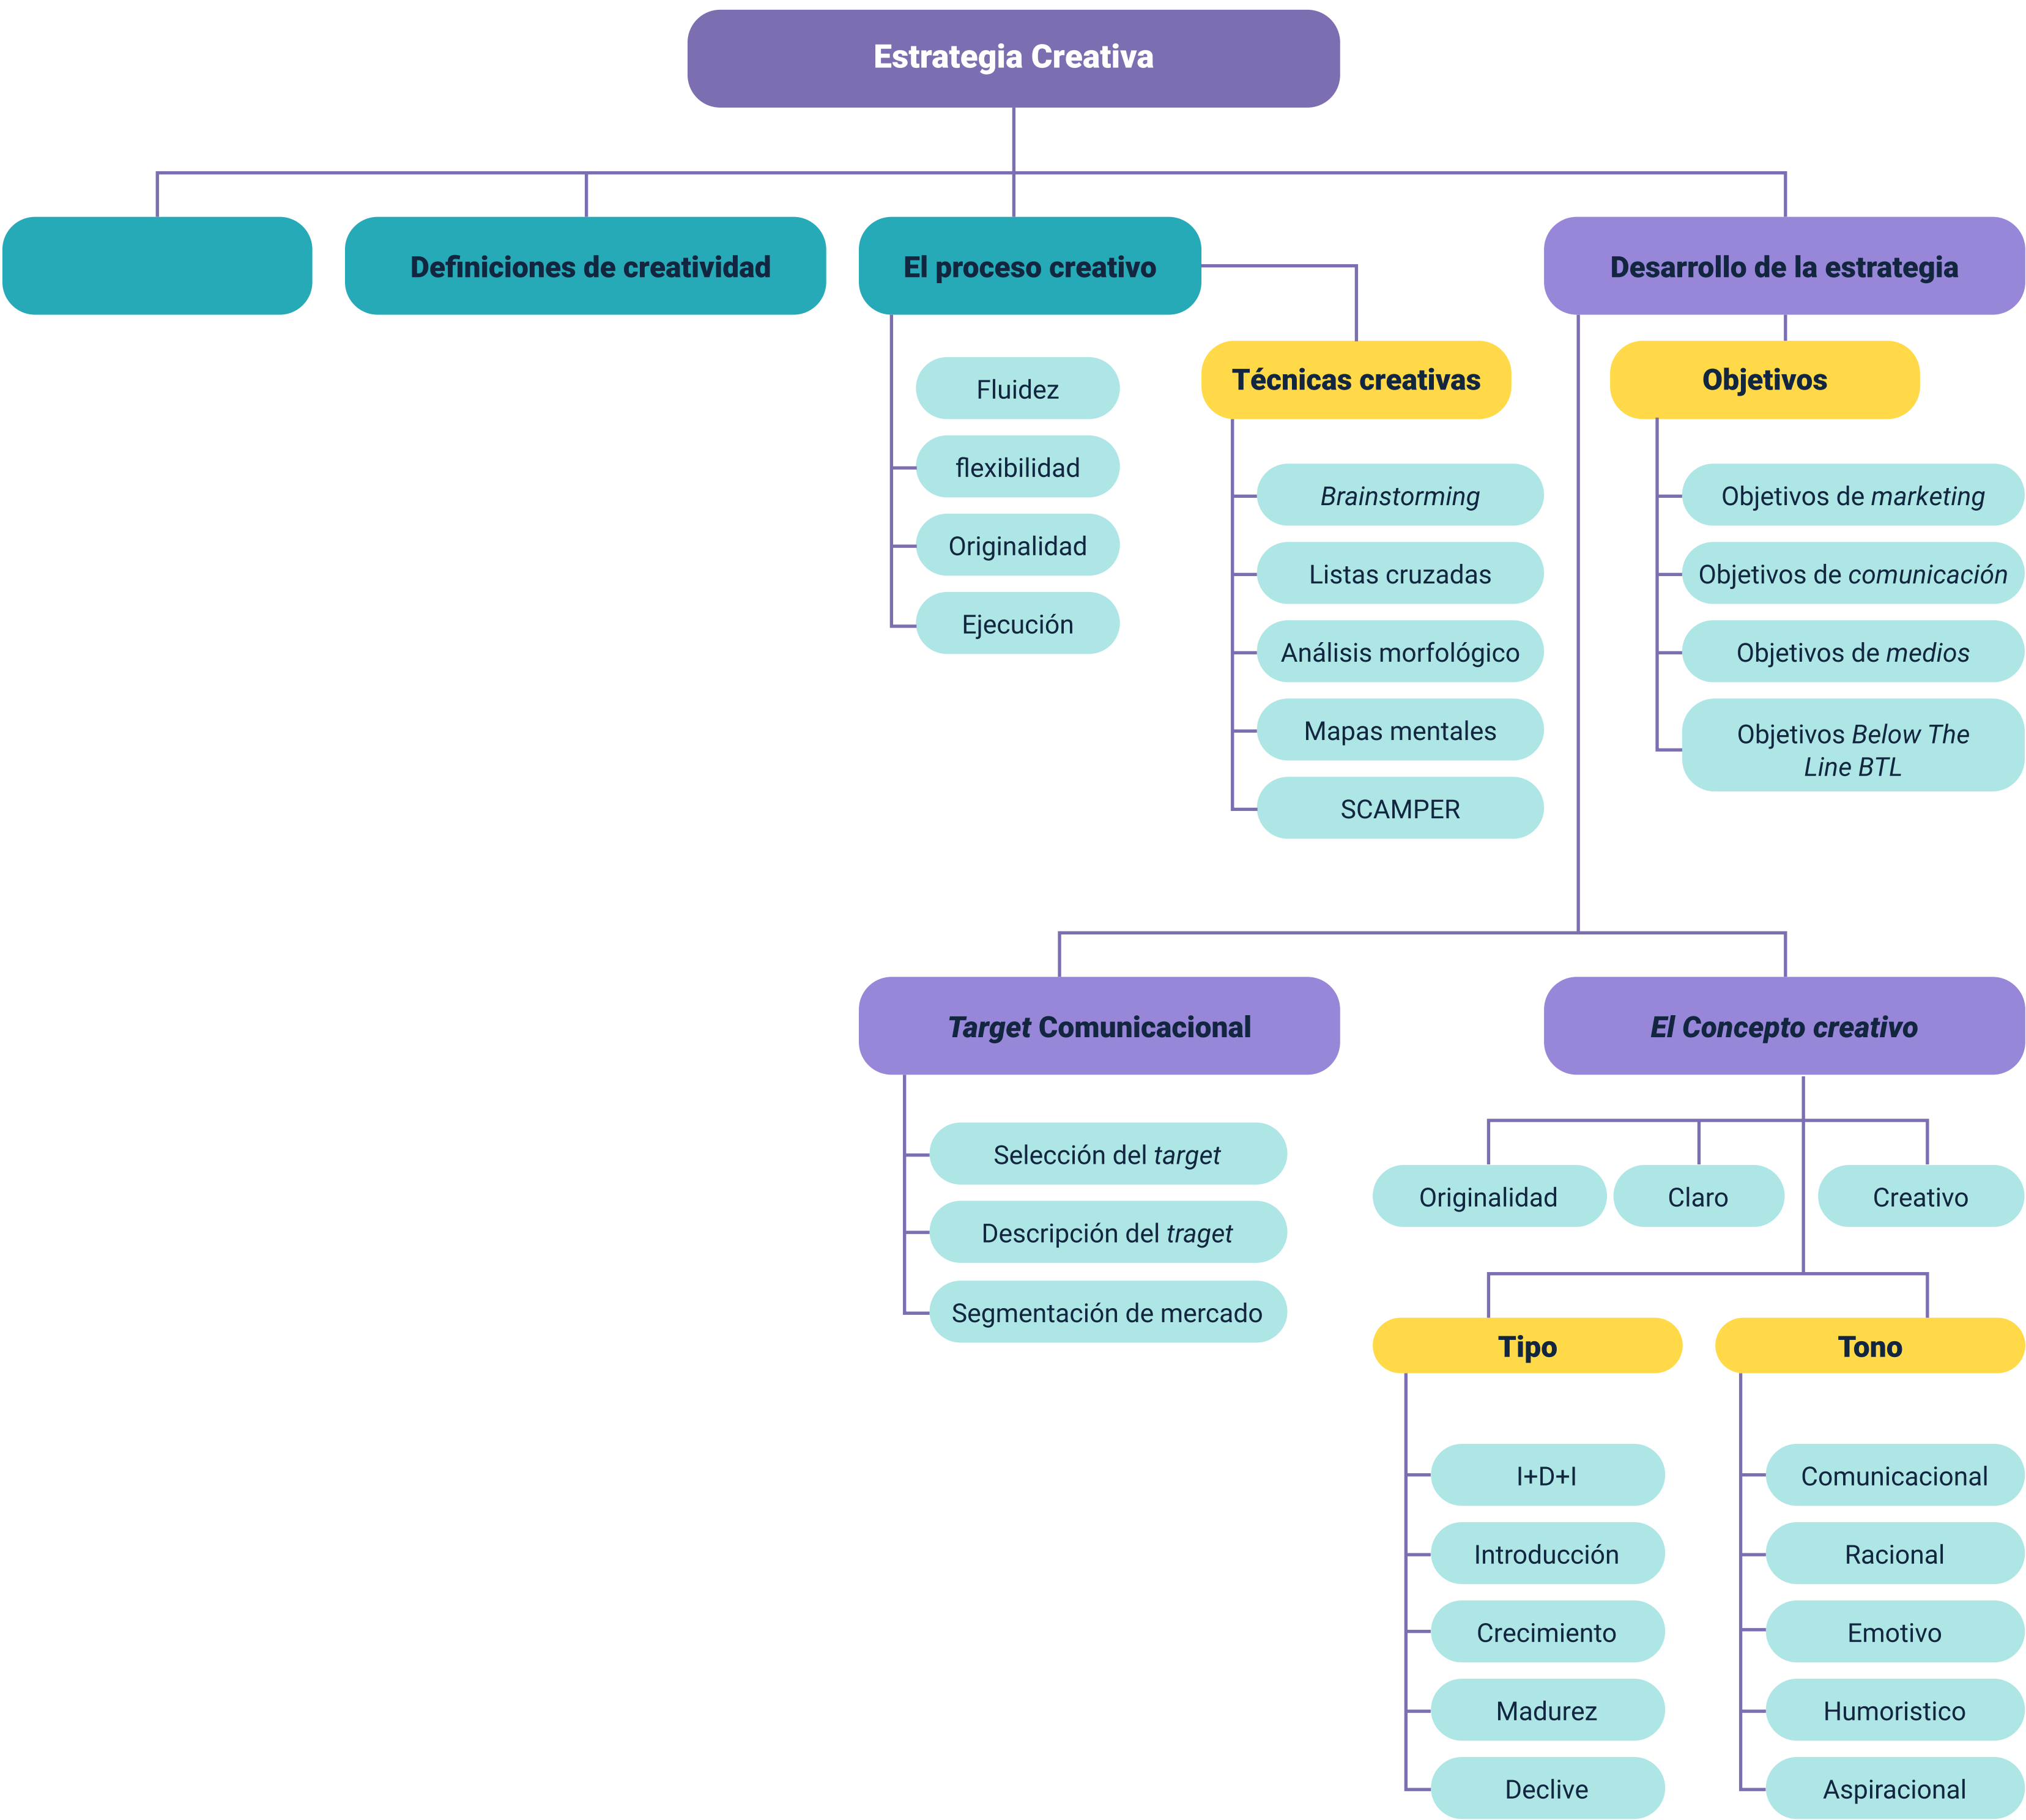 Estrategia Creativa
Definiciones de creatividad
El proceso creativo
Desarrollo de la estrategia
Fluidez
flexibilidad
Originalidad
Ejecución
Técnicas creativas
Brainstorming
Listas cruzadas
Análisis morfológico
Mapas mentales
SCAMPER
Objetivos
Objetivos de marketing
Objetivos de comunicación
Objetivos de medios
Objetivos Below The
Line BTL
Target Comunicacional
Selección del target
Descripción del traget
Segmentación de mercado
El Concepto creativo
Originalidad
Claro
Creativo
Tipo
I+D+I
Introducción
Crecimiento
Madurez
Declive
Tono
Comunicacional
Racional
Emotivo
Humoristico
Aspiracional